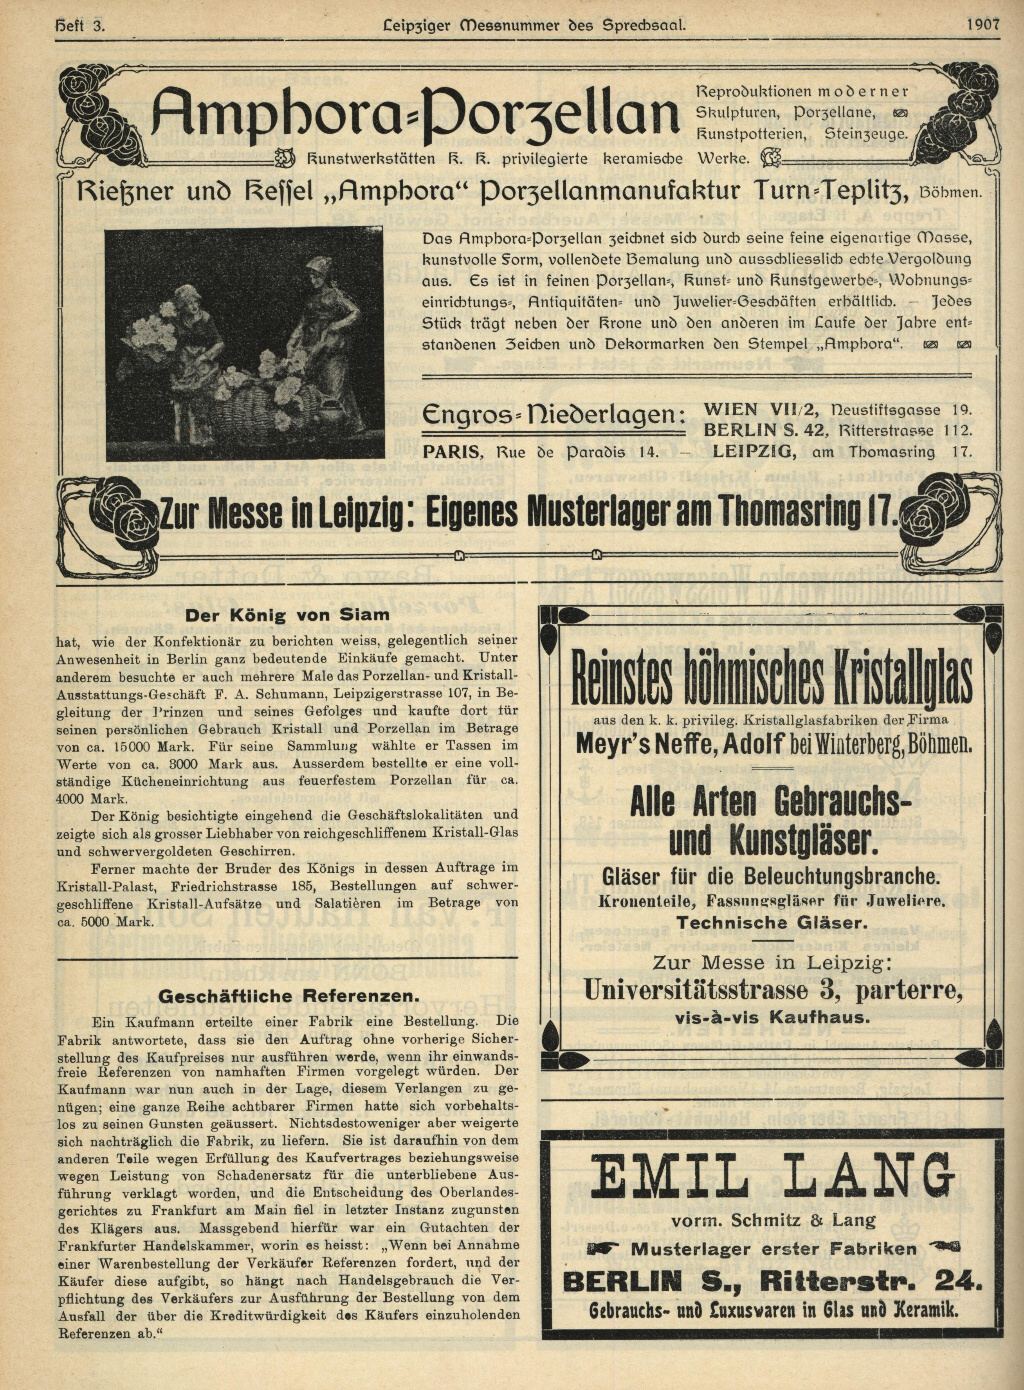 Heft 3. Leipziger Messnummer des Sprechsaal. 1907
Amphora-Porzellan
Reproduktionen moderner
Skulpturen, Porzellane,
Kunstpotterien, Steinzeuge.
Kunstwerkstätten K. K. privilegierte keramische Werke.
Rießner und Kessel „Amphora“ Porzellanmanufaktur Turn-Teplitz, Böhmen.
Das Amphora-Porzellan zeichnet sich durch seine feine eigenartige Masse,
kunstvolle Form, vollendete Bemalung und ausschliesslich echte Vergoldung
aus. Es ist in feinen Porzellan-, Kunst- und Kunstgewerbe-, Wohnungs-
einrichtungs-, Antiquitäten- und Juwelier-Geschäften erhältlich. — Jedes
Stück trägt neben der Krone und den anderen im Laufe der Jahre ent-
standenen Zeichen und Dekormarken den Stempel „Amphora“.
Engros-Niederlagen: WIEN VII/2, Neustiftsgasse 19.
BERLIN S. 42, Ritterstrasse 112.
PARIS, Rue de Paradis 14. — LEIPZIG, am Thomasring 17.
Zur Messe in Leipzig: Eigenes Musterlager am Thomasring 17.
Der König von Siam
hat, wie der Konfektionär zu berichten weiss, gelegentlich seiner
Anwesenheit in Berlin ganz bedeutende Einkäufe gemacht. Unter
anderem besuchte er auch mehrere Male das Porzellan- und Kristall-
Ausstattungs-Geschäft F. A. Schumann, Leipzigerstrasse 107, in Be-
gleitung der Prinzen und seines Gefolges und kaufte dort für
seinen persönlichen Gebrauch Kristall und Porzellan im Betrage
von ca. 15000 Mark. Für seine Sammlung wählte er Tassen im
Werte von ca. 3000 Mark aus. Ausserdem bestellte er eine voll-
ständige Kücheneinrichtung aus feuerfestem Porzellan für ca.
4000 Mark.
Der König besichtigte eingehend die Geschäftslokalitäten und
zeigte sich als grosser Liebhaber von reichgeschliffenem Kristall-Glas
und schwervergoldeten Geschirren.
Ferner machte der Bruder des Königs in dessen Auftrage im
Kristall-Palast, Friedrichstrasse 185, Bestellungen auf schwer-
geschliffene Kristall-Aufsätze und Salatièren im Betrage von
ca. 5000 Mark.
Geschäftliche Referenzen.
Ein Kaufmann erteilte einer Fabrik eine Bestellung. Die
Fabrik antwortete, dass sie den Auftrag ohne vorherige Sicher-
stellung des Kaufpreises nur ausführen werde, wenn ihr einwands-
freie Referenzen von namhaften Firmen vorgelegt würden. Der
Kaufmann war nun auch in der Lage, diesem Verlangen zu ge-
nügen; eine ganze Reihe achtbarer Firmen hatte sich vorbehalts-
los zu seinen Gunsten geäussert. Nichtsdestoweniger aber weigerte
sich nachträglich die Fabrik, zu liefern. Sie ist daraufhin von dem
anderen Teile wegen Erfüllung des Kaufvertrages beziehungsweise
wegen Leistung von Schadenersatz für die unterbliebene Aus-
führung verklagt worden, und die Entscheidung des Oberlandes-
gerichtes zu Frankfurt am Main fiel in letzter Instanz zugunsten
des Klägers aus. Massgebend hierfür war ein Gutachten der
Frankfurter Handelskammer, worin es heisst: „Wenn bei Annahme
einer Warenbestellung der Verkäufer Referenzen fordert, und der
Käufer diese aufgibt, so hängt nach Handelsgebrauch die Ver-
pflichtung des Verkäufers zur Ausführung der Bestellung von dem
Ausfall der über die Kreditwürdigkeit des Käufers einzuholenden
Referenzen ab.“
Reinstes böhmisches Kristallglas
aus den k. k. privileg. Kristallglasfabriken der Firma
Meyr's Neffe, Adolf bei Winterberg, Böhmen.
Alle Arten Gebrauchs-
und Kunstgläser.
Gläser für die Beleuchtungsbranche.
Kronenteile, Fassungsgläser für Juweliere.
Technische Gläser.
Zur Messe in Leipzig:
Universitätsstrasse 3, parterre,
vis-à-vis Kaufhaus.
EMIL LANG
vorm. Schmitz & Lang
Musterlager erster Fabriken
BERLIN S., Ritterstr. 24.
Gebrauchs- und Luxuswaren in Glas und Keramik.